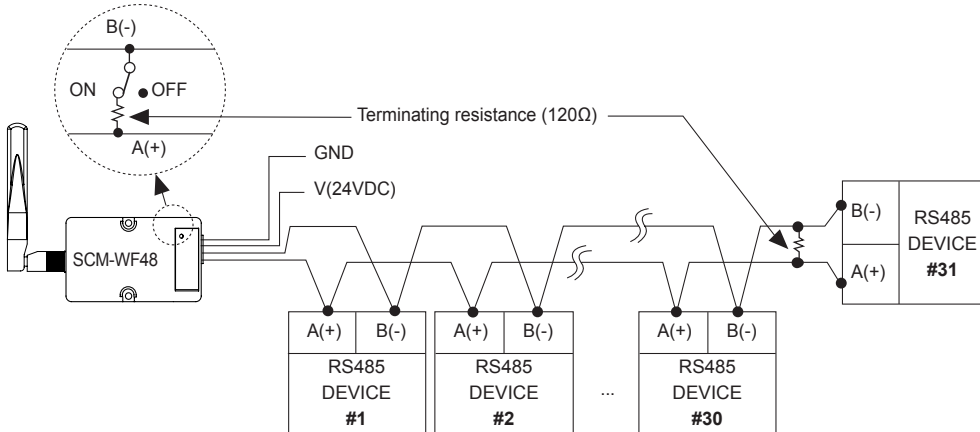 B(-)
ON
OFF
A(+)
Terminating resistance (120Ω)
GND
V(24VDC)
SCM-WF48
B(-)
A(+)
RS485
DEVICE
#31
A(+)
B(-)
RS485
DEVICE
#1
A(+)
B(-)
RS485
DEVICE
#2
...
A(+)
B(-)
RS485
DEVICE
#30